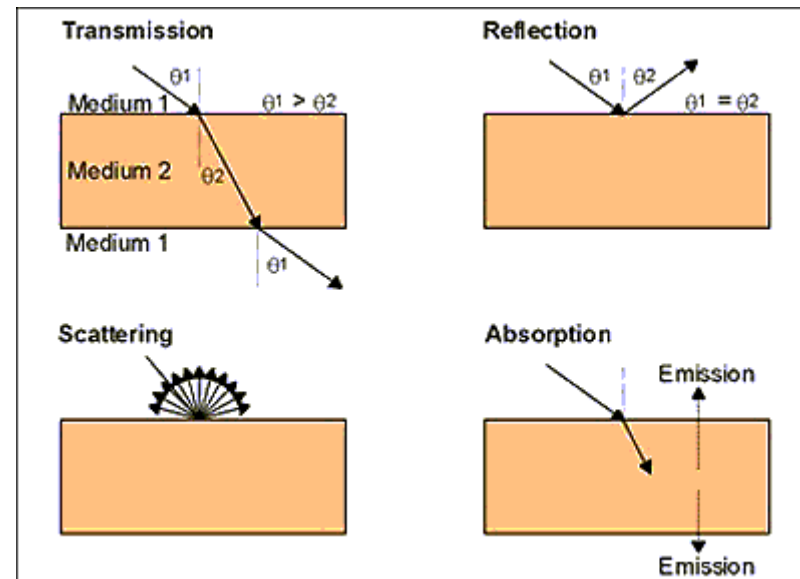 Transmission
θ1
Medium 1
θ1 > θ2
Medium 2
θ2
Medium 1
θ1
Reflection
θ1
θ2
θ1 = θ2
Scattering
Absorption
Emission
Emission